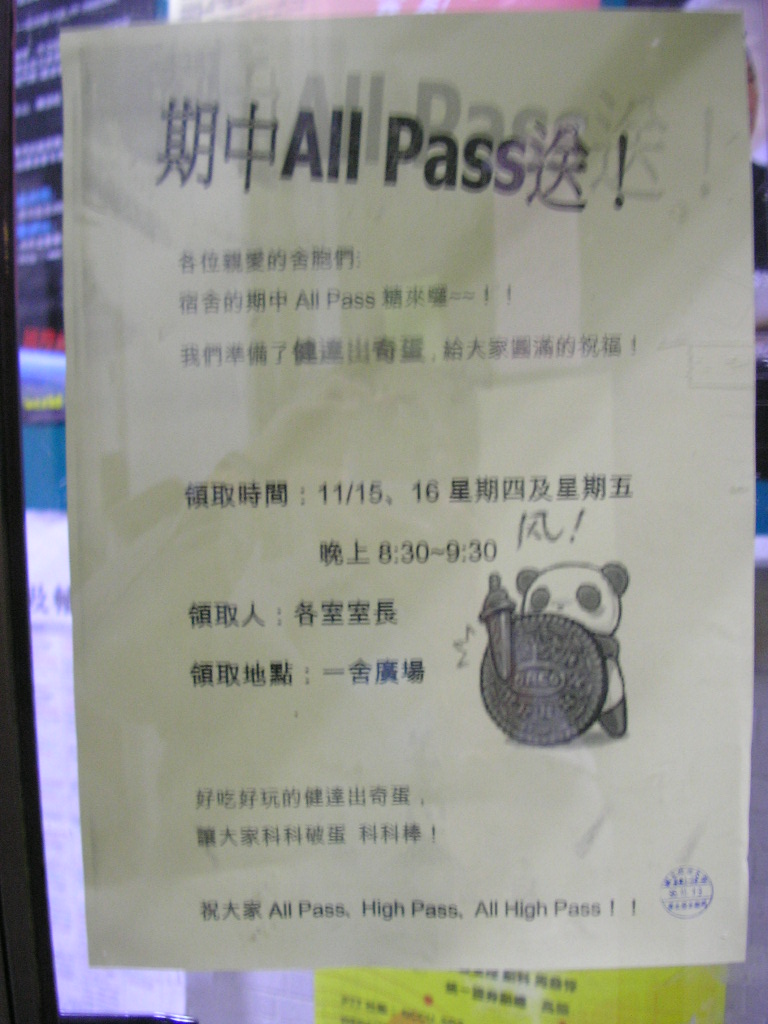 期中All Pass送！
各位親愛的舍胞們:
宿舍的期中 All Pass 糖來囉~~！！
我們準備了健達出奇蛋，給大家圓滿的祝福！
領取時間：11/15、16 星期四及星期五
晚上 8:30~9:30
領取人：各室室長
領取地點：一舍廣場
OREO
好吃好玩的健達出奇蛋，
讓大家科科破蛋 科科棒！
祝大家 All Pass、High Pass、All High Pass！！